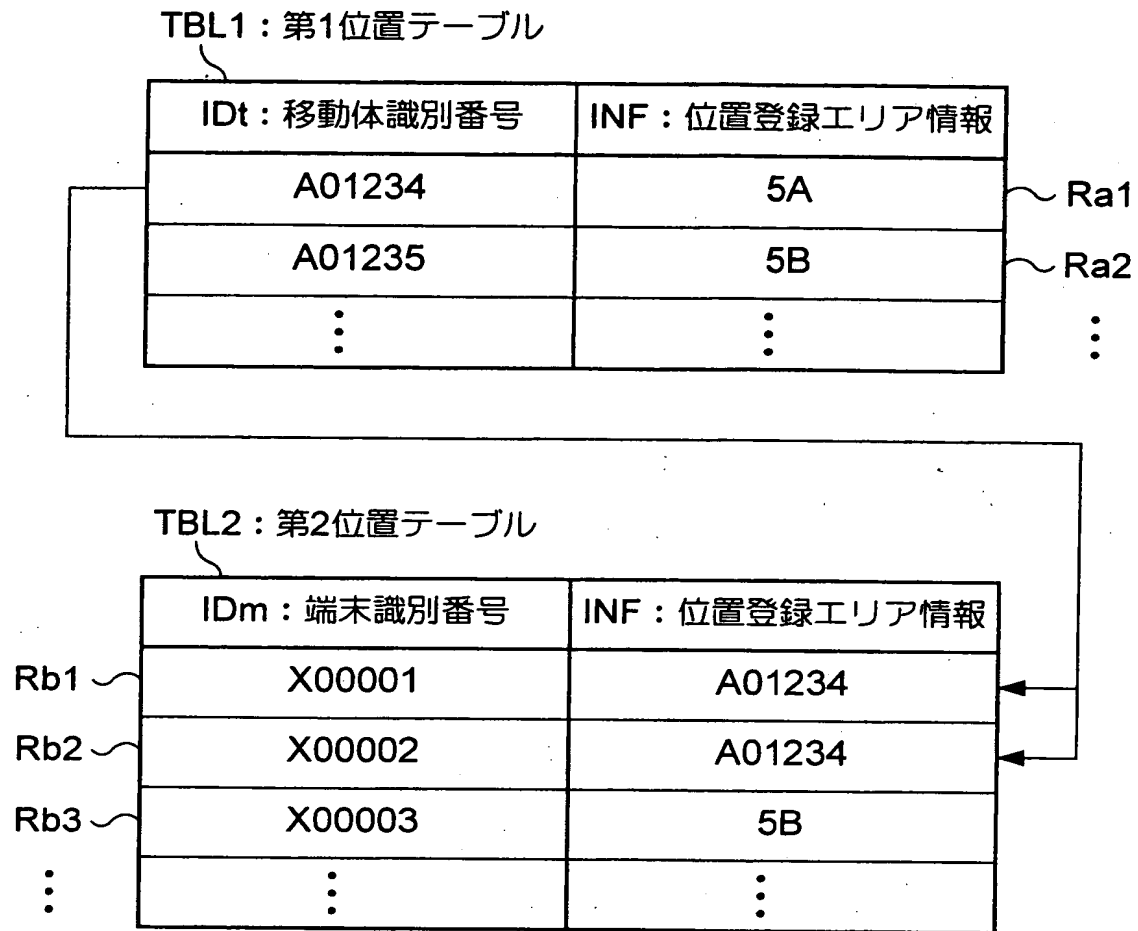 TBL1：第1位置テーブル
IDt：移動体識別番号 INF：位置登録エリア情報
A01234 5A Ra1
A01235 5B Ra2
TBL2：第2位置テーブル
IDm：端末識別番号 INF：位置登録エリア情報
Rb1 X00001 A01234
Rb2 X00002 A01234
Rb3 X00003 5B